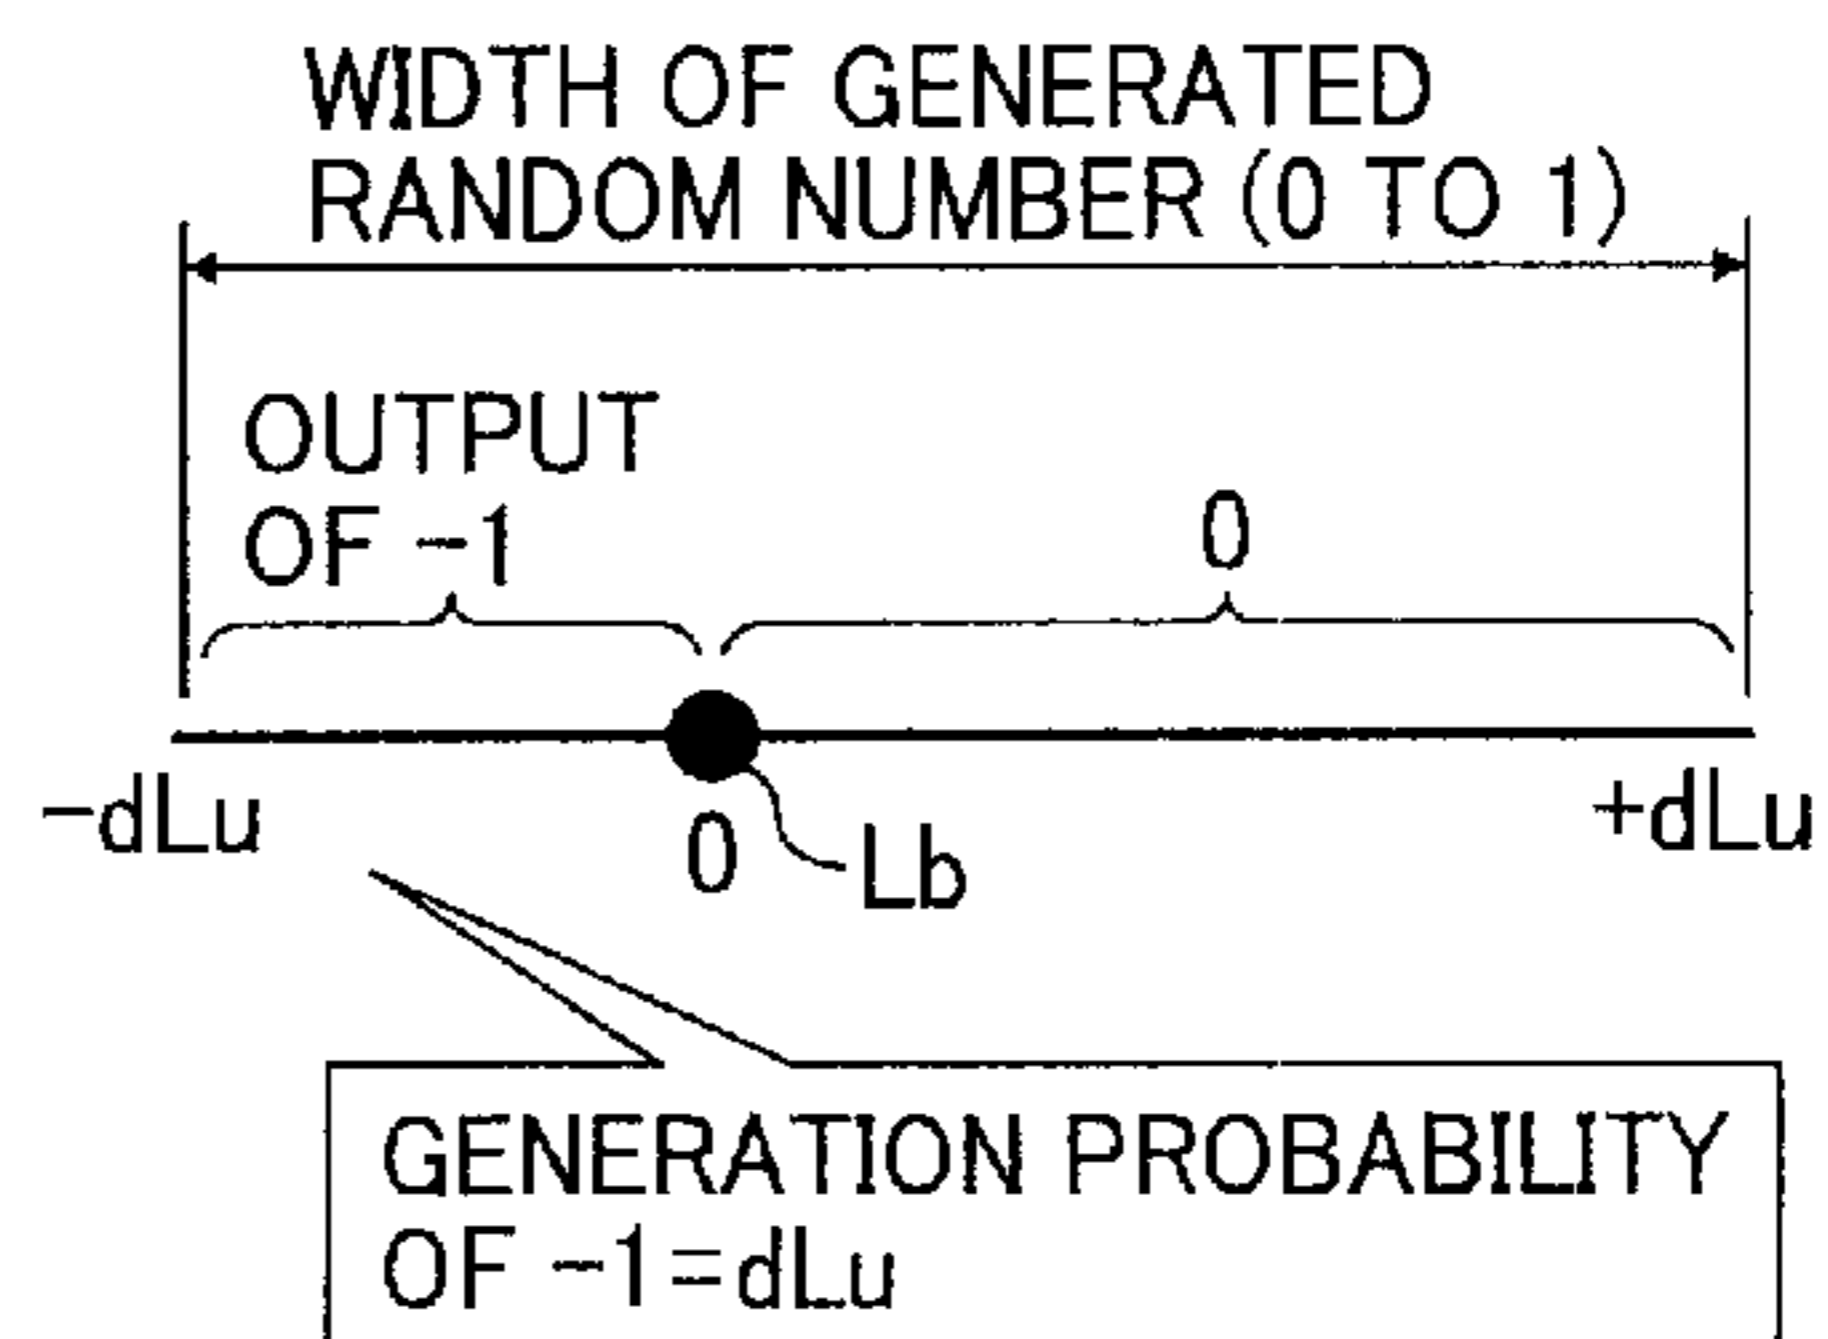 WIDTH OF GENERATED
RANDOM NUMBER (0 TO 1)
OUTPUT
OF -1
0
-dLu
0
Lb
+dLu
GENERATION PROBABILITY
OF -1=dLu